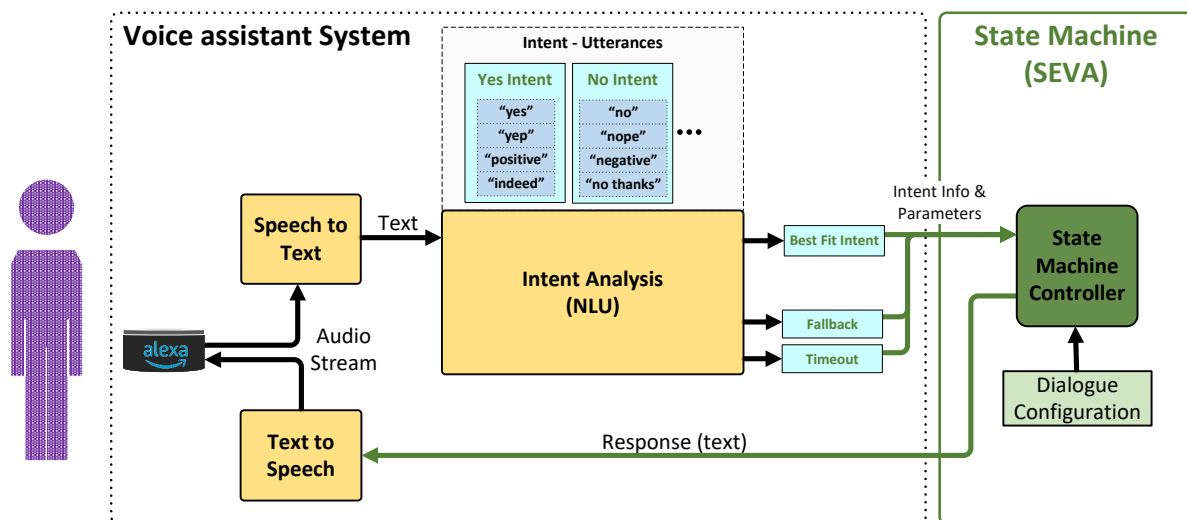 Voice assistant System
Intent - Utterances
Yes Intent
“yes”
“yep”
“positive”
“indeed”
No Intent
“no”
“nope”
“negative”
“no thanks”
•••
State Machine
(SEVA)
Speech to
Text
Text
Intent Analysis
(NLU)
Best Fit Intent
Fallback
Timeout
Intent Info &
Parameters
State
Machine
Controller
alexa
Audio
Stream
Dialogue
Configuration
Text to
Speech
Response (text)